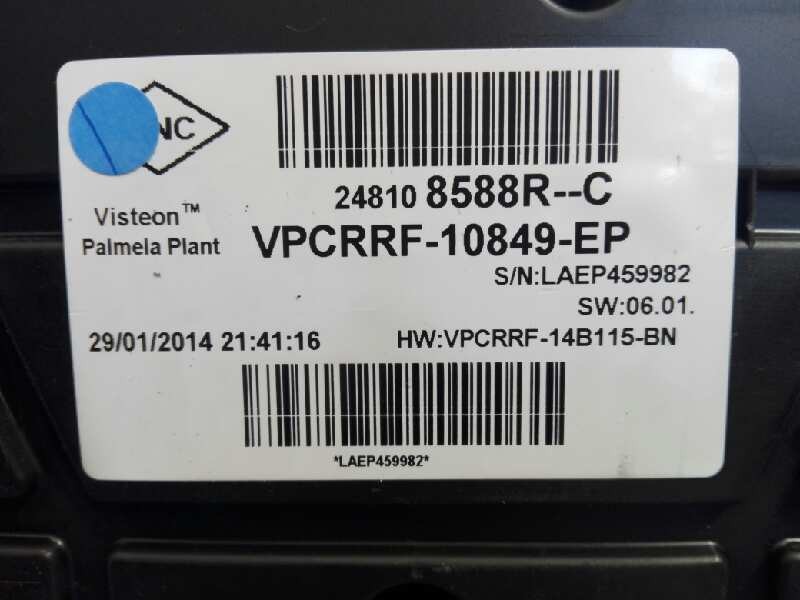 NC
24810 8588R--C
Visteon™
Palmela Plant
VPCRRF-10849-EP
S/N:LAEP459982
SW:06.01.
29/01/2014 21:41:16
HW:VPCRRF-14B115-BN
*LAEP459982*